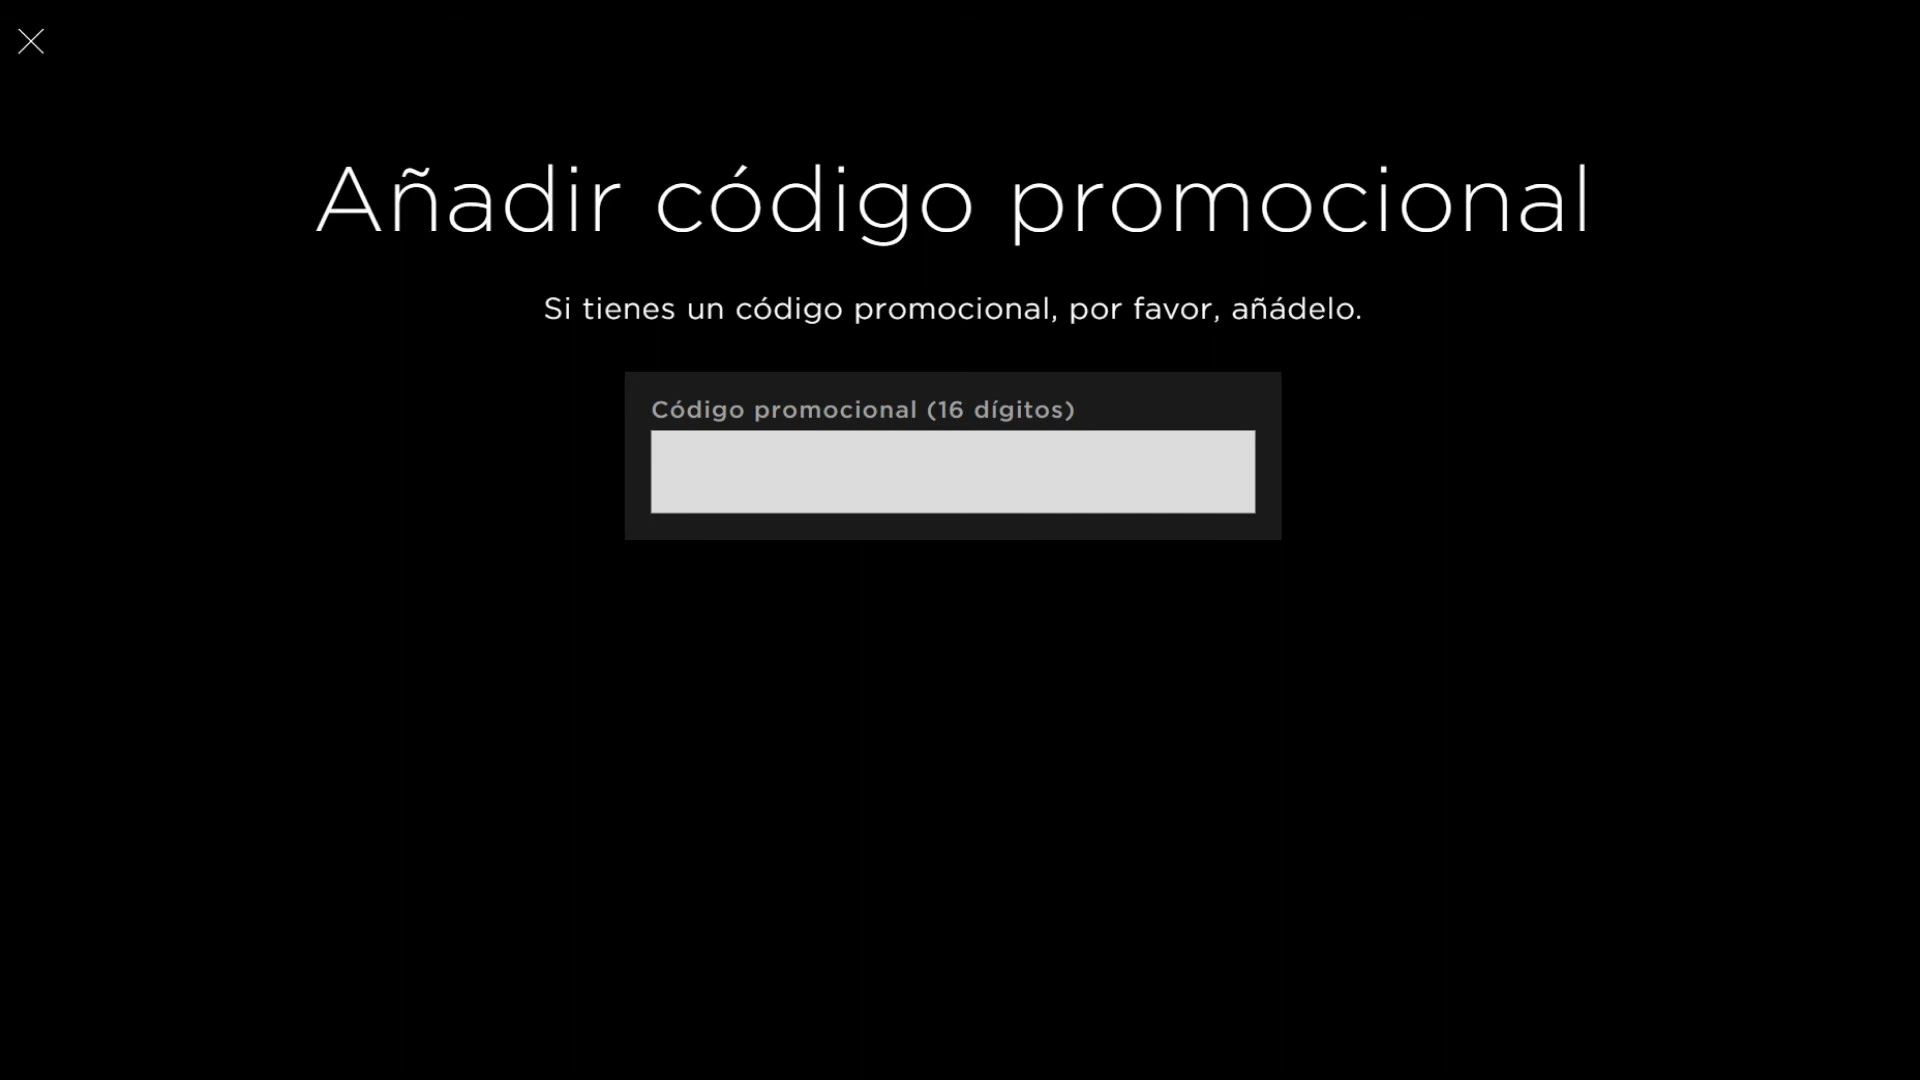 Añadir código promocional
Si tienes un código promocional, por favor, añádelo.
Código promocional (16 dígitos)